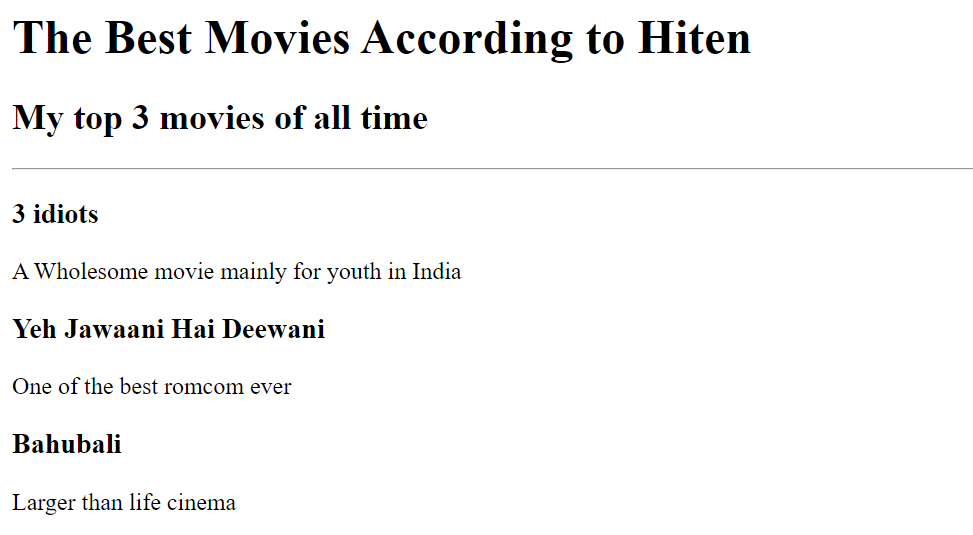 The Best Movies According to Hiten
My top 3 movies of all time
3 idiots
A Wholesome movie mainly for youth in India
Yeh Jawaani Hai Deewani
One of the best romcom ever
Bahubali
Larger than life cinema